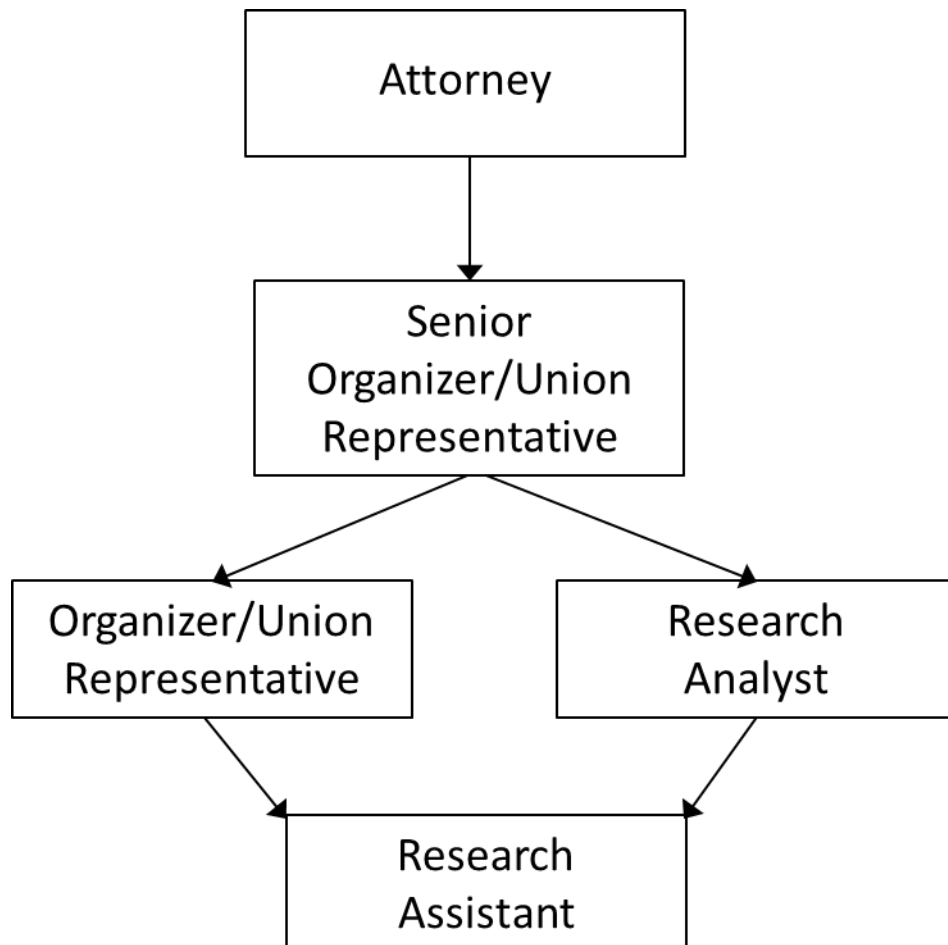 Attorney
Senior
Organizer/Union
Representative
Organizer/Union
Representative
Research
Analyst
Research
Assistant